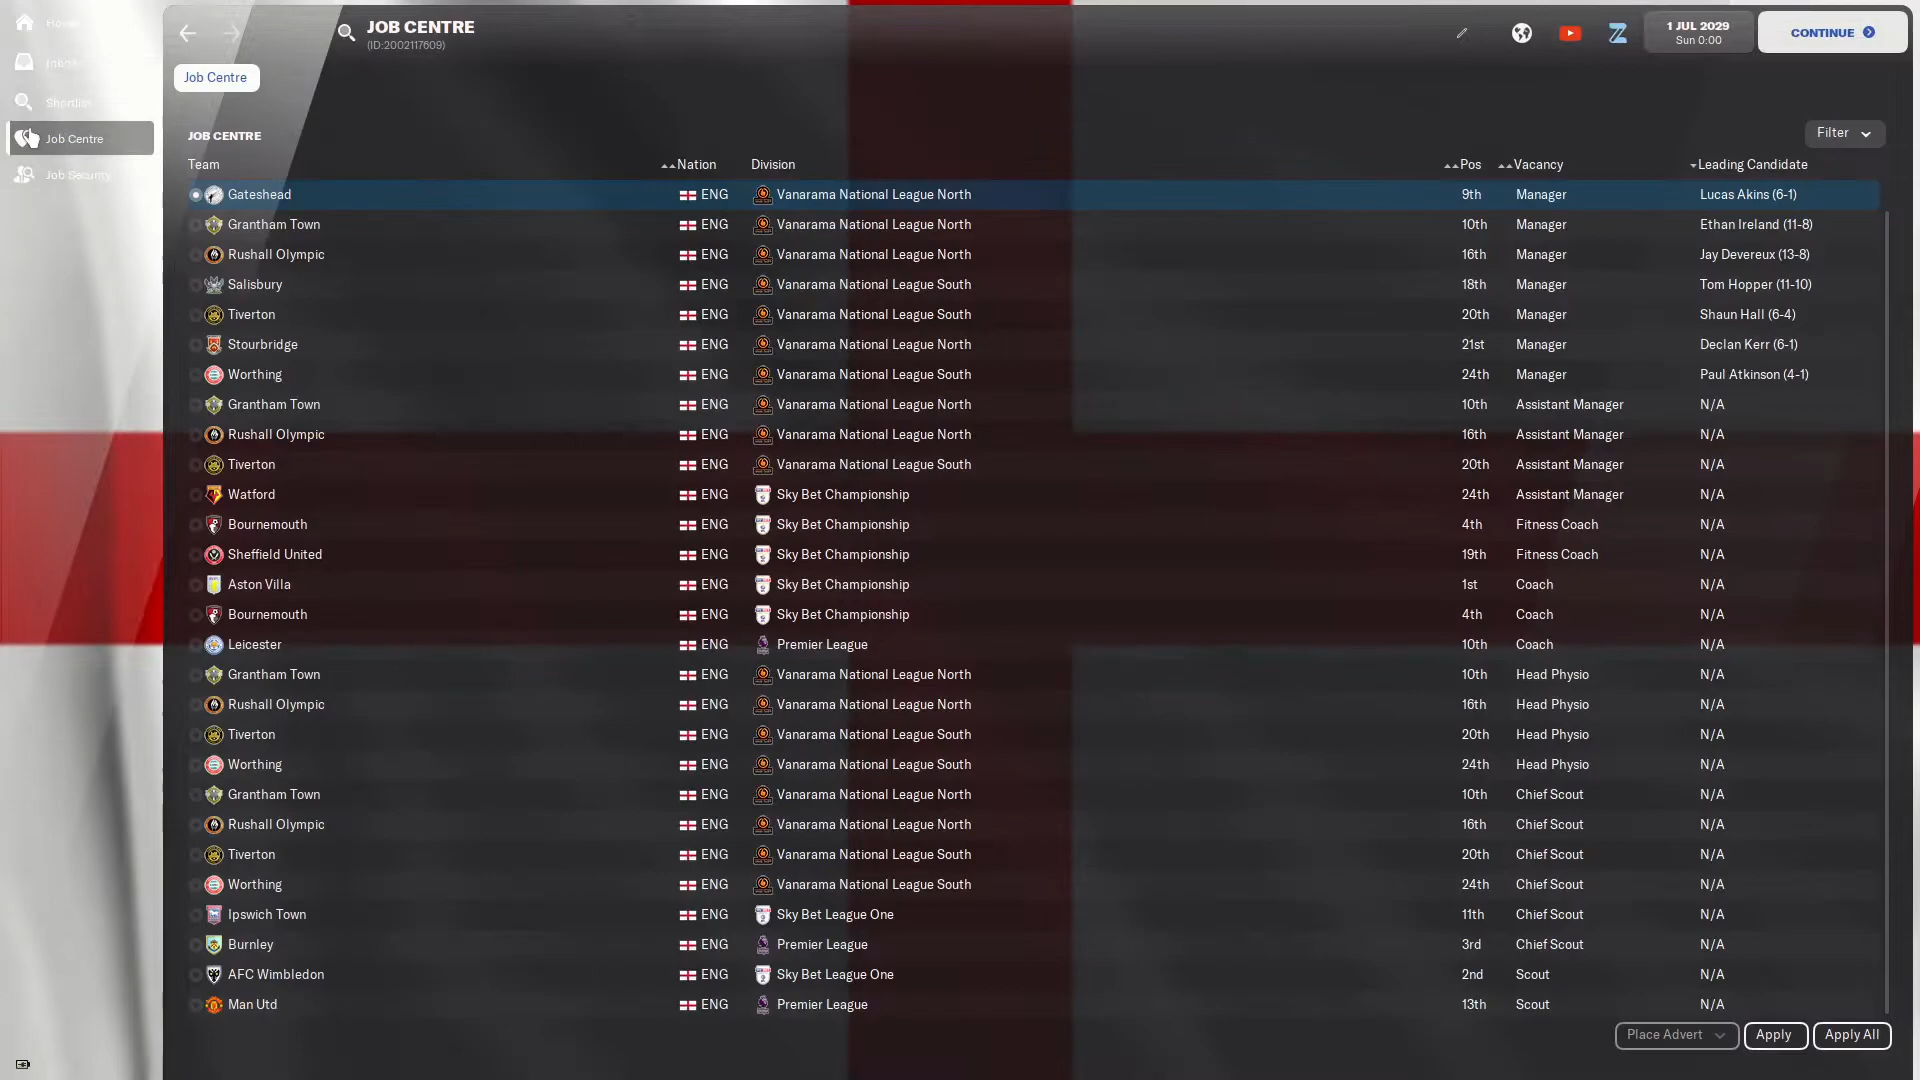 Home
JOB CENTRE
(ID:2002117609)
1 JUL 2029
Sun 0:00
CONTINUE
Inbox
Job Centre
Shortlist
Job Centre
Job Security
JOB CENTRE
Filter
Team Nation Division Pos Vacancy Leading Candidate
Gateshead ENG Vanarama National League North 9th Manager Lucas Akins (6-1)
Grantham Town ENG Vanarama National League North 10th Manager Ethan Ireland (11-8)
Rushall Olympic ENG Vanarama National League North 16th Manager Jay Devereux (13-8)
Salisbury ENG Vanarama National League South 18th Manager Tom Hopper (11-10)
Tiverton ENG Vanarama National League South 20th Manager Shaun Hall (6-4)
Stourbridge ENG Vanarama National League North 21st Manager Declan Kerr (6-1)
Worthing ENG Vanarama National League South 24th Manager Paul Atkinson (4-1)
Grantham Town ENG Vanarama National League North 10th Assistant Manager N/A
Rushall Olympic ENG Vanarama National League North 16th Assistant Manager N/A
Tiverton ENG Vanarama National League South 20th Assistant Manager N/A
Watford ENG Sky Bet Championship 24th Assistant Manager N/A
Bournemouth ENG Sky Bet Championship 4th Fitness Coach N/A
Sheffield United ENG Sky Bet Championship 19th Fitness Coach N/A
Aston Villa ENG Sky Bet Championship 1st Coach N/A
Bournemouth ENG Sky Bet Championship 4th Coach N/A
Leicester ENG Premier League 10th Coach N/A
Grantham Town ENG Vanarama National League North 10th Head Physio N/A
Rushall Olympic ENG Vanarama National League North 16th Head Physio N/A
Tiverton ENG Vanarama National League South 20th Head Physio N/A
Worthing ENG Vanarama National League South 24th Head Physio N/A
Grantham Town ENG Vanarama National League North 10th Chief Scout N/A
Rushall Olympic ENG Vanarama National League North 16th Chief Scout N/A
Tiverton ENG Vanarama National League South 20th Chief Scout N/A
Worthing ENG Vanarama National League South 24th Chief Scout N/A
Ipswich Town ENG Sky Bet League One 11th Chief Scout N/A
Burnley ENG Premier League 3rd Chief Scout N/A
AFC Wimbledon ENG Sky Bet League One 2nd Scout N/A
Man Utd ENG Premier League 13th Scout N/A
Place Advert Apply Apply All